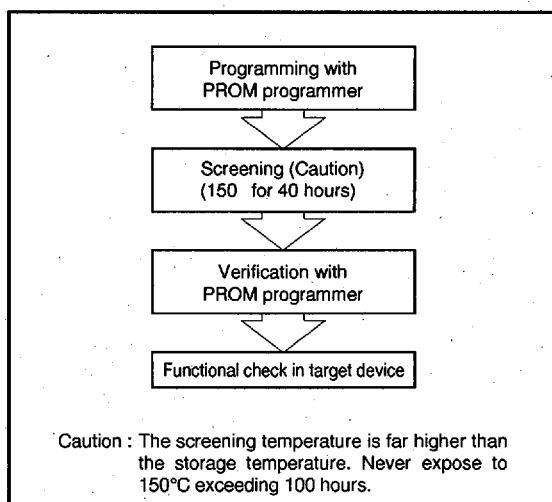 Programming with
PROM programmer
Screening (Caution)
(150 for 40 hours)
Verification with
PROM programmer
Functional check in target device
Caution : The screening temperature is far higher than
the storage temperature. Never expose to
150°C exceeding 100 hours.